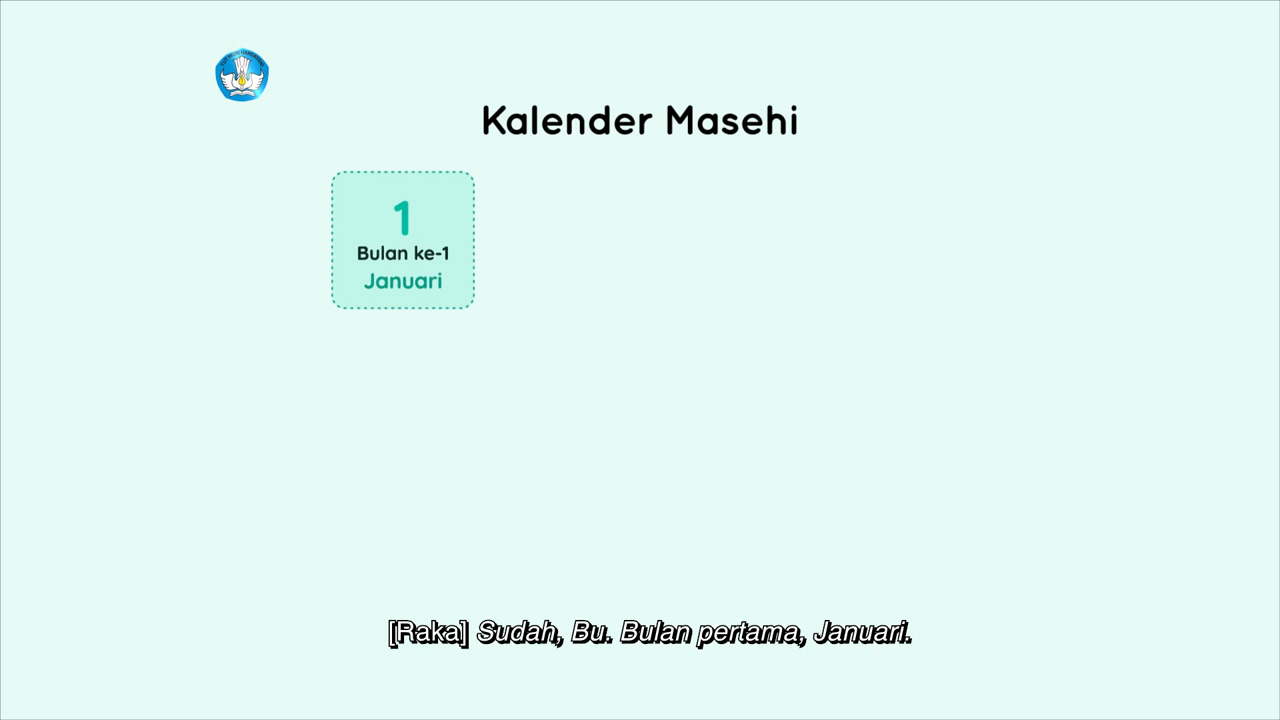 Kalender Masehi
1
Bulan ke-1
Januari
[Raka] Sudah, Bu. Bulan pertama, Januari.